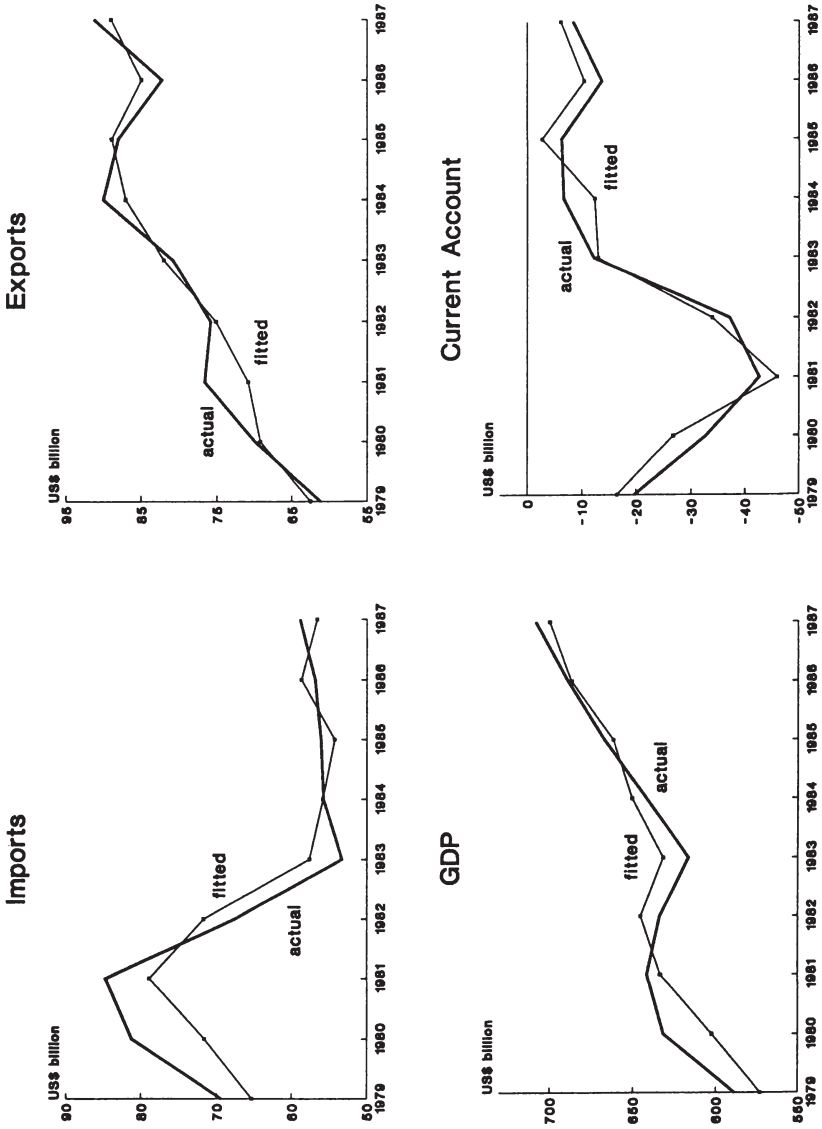 Imports
US$ billion
90
80
70
60
50
actual
fitted
1979 1980 1981 1982 1983 1984 1985 1986 1987
Exports
US$ billion
95
85
75
65
55
actual
fitted
1979 1980 1981 1982 1983 1984 1985 1986 1987
GDP
US$ billion
700
650
600
550
fitted
actual
1979 1980 1981 1982 1983 1984 1985 1986 1987
Current Account
US$ billion
0
-10
-20
-30
-40
-50
actual
fitted
1979 1980 1981 1982 1983 1984 1985 1986 1987